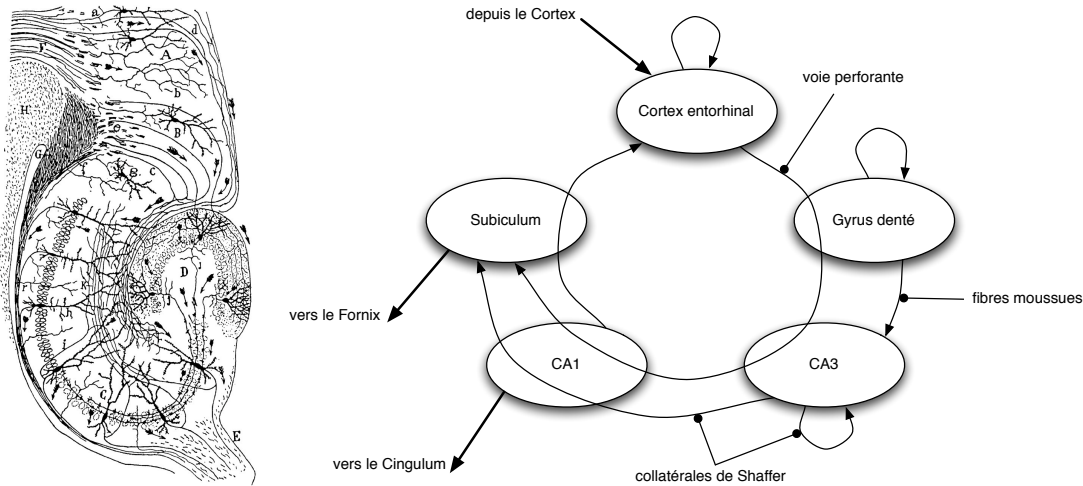 a
d
F
A
b
H
B
e
G
f
g
c
D
K
h
C
E
depuis le Cortex
voie perforante
Cortex entorhinal
Subiculum
Gyrus denté
fibres moussues
vers le Fornix
CA1
CA3
vers le Cingulum
collatérales de Shaffer